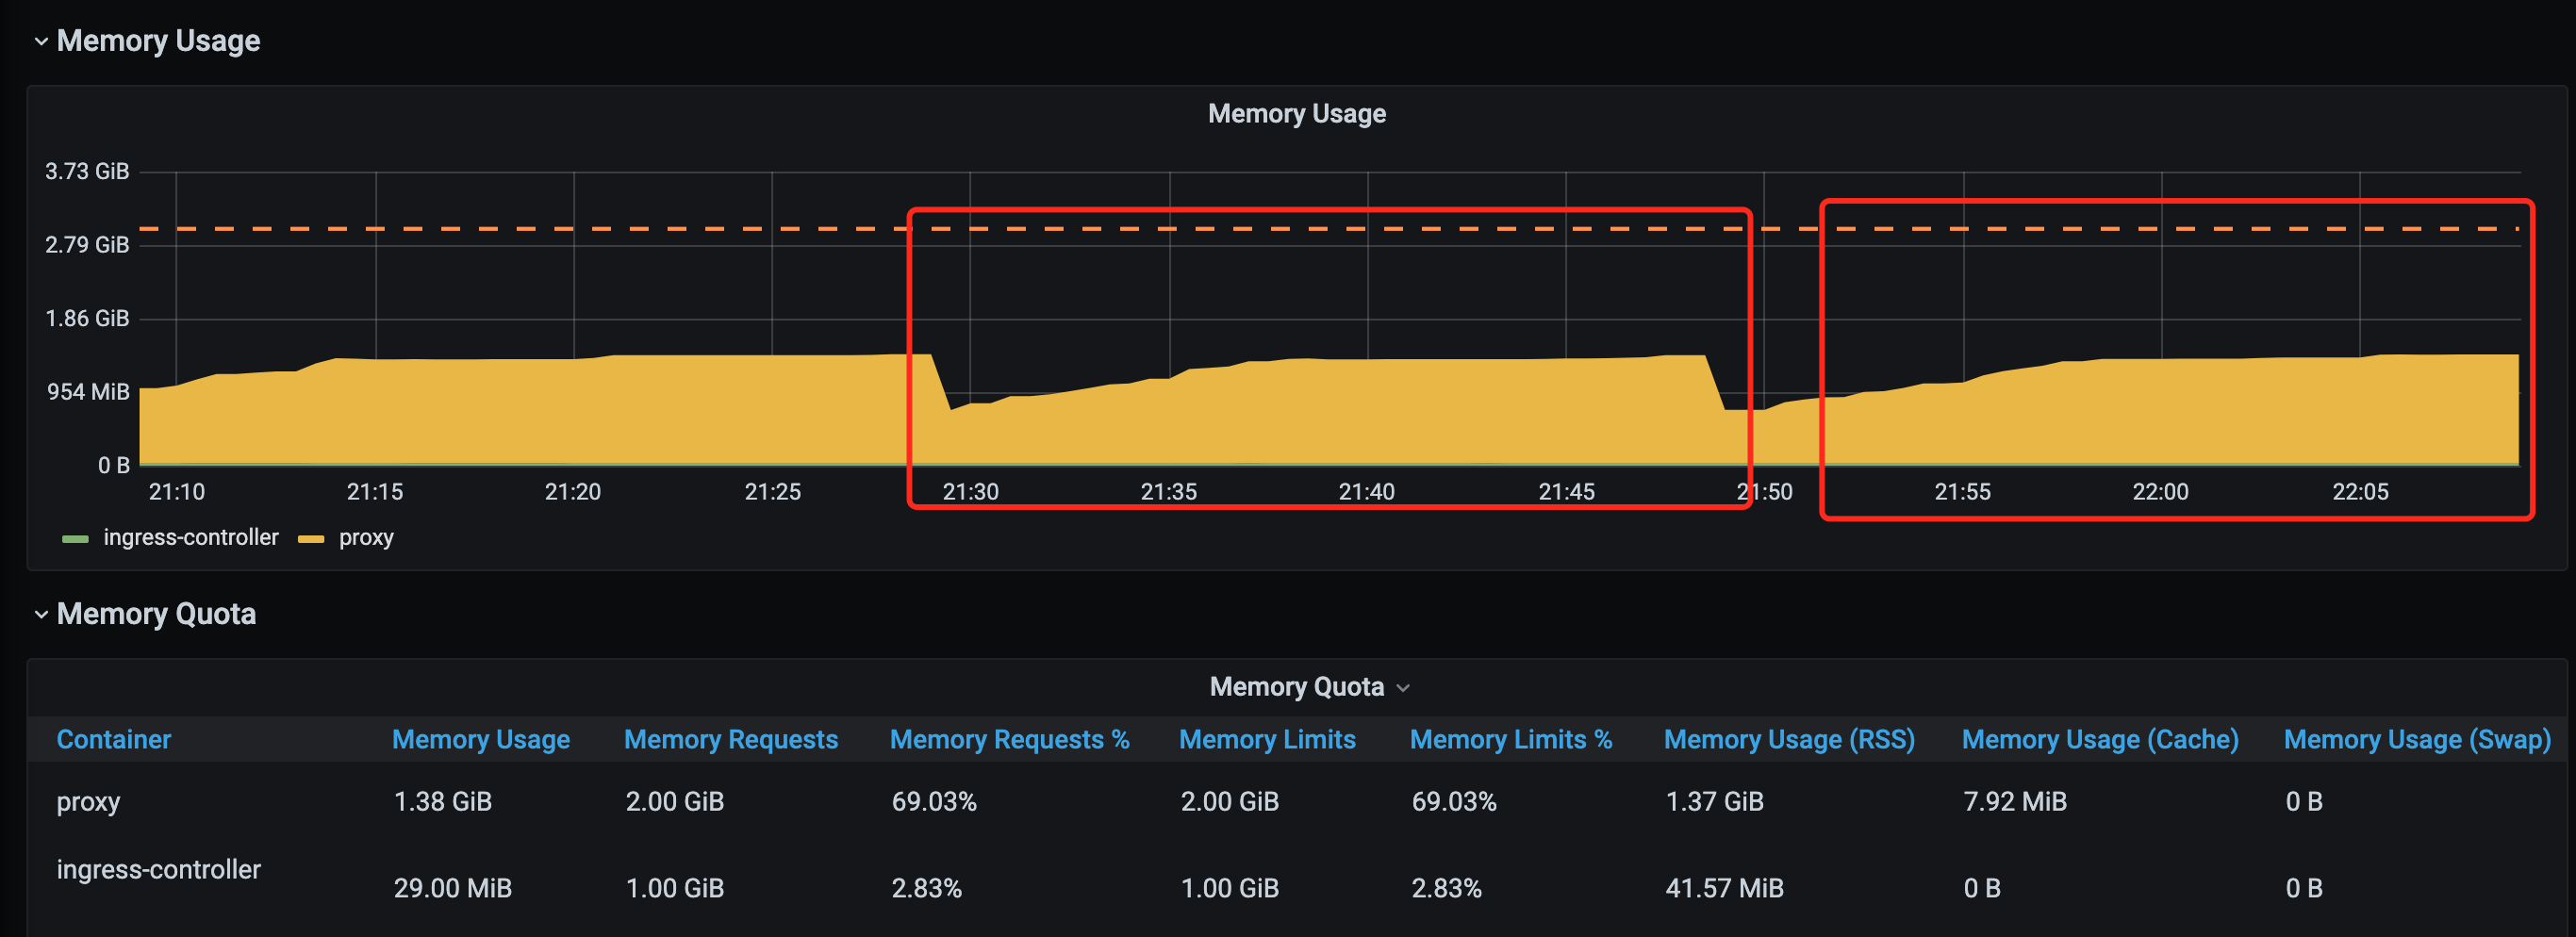 Memory Usage
Memory Usage
3.73 GiB
2.79 GiB
1.86 GiB
954 MiB
0 B
21:10 21:15 21:20 21:25 21:30 21:35 21:40 21:45 21:50 21:55 22:00 22:05
ingress-controller proxy
Memory Quota
Memory Quota
Container Memory Usage Memory Requests Memory Requests % Memory Limits Memory Limits % Memory Usage (RSS) Memory Usage (Cache) Memory Usage (Swap)
proxy 1.38 GiB 2.00 GiB 69.03% 2.00 GiB 69.03% 1.37 GiB 7.92 MiB 0 B
ingress-controller 29.00 MiB 1.00 GiB 2.83% 1.00 GiB 2.83% 41.57 MiB 0 B 0 B